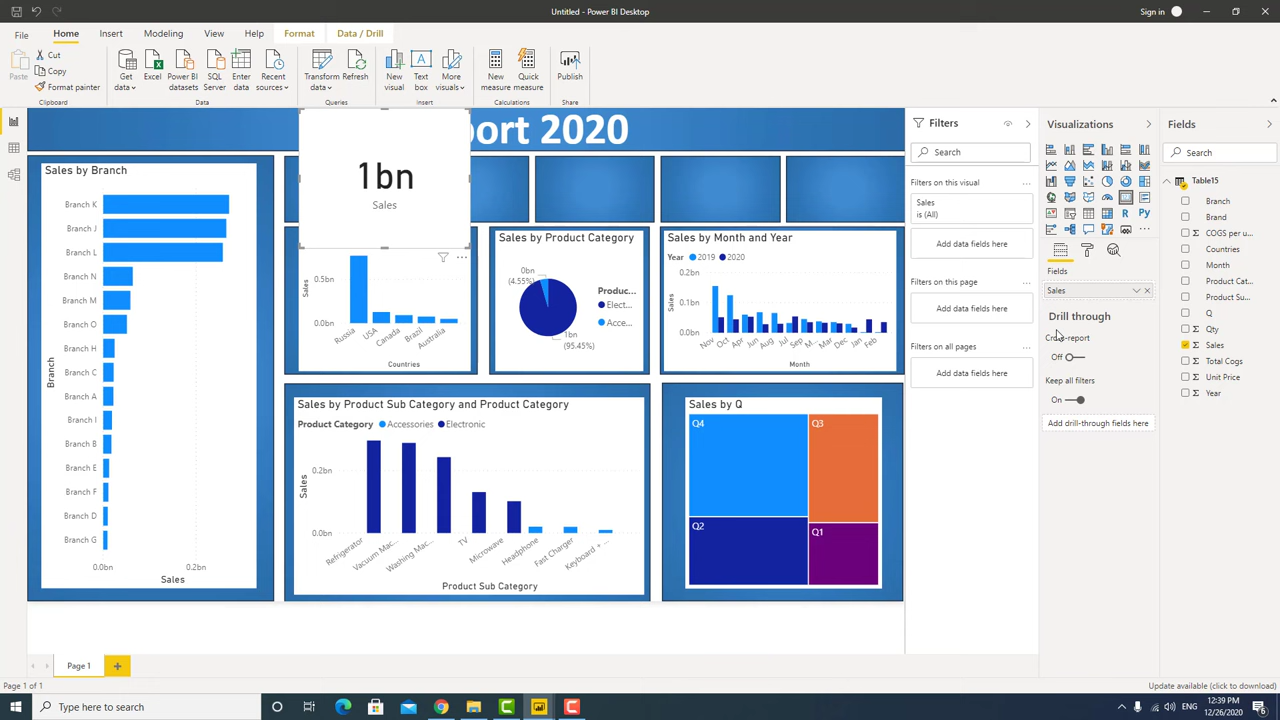 Untitled - Power BI Desktop
Sign in
File
Home
Insert
Modeling
View
Help
Format
Data / Drill
Paste
Cut
Copy
Format painter
Get data
Excel
Power BI datasets
SQL Server
Enter data
Recent sources
Transform data
Refresh
New visual
Text box
More visuals
New measure
Quick measure
Publish
Clipboard
Data
Queries
Insert
Calculations
Share
port 2020
1bn
Sales
Sales by Branch
Branch K
Branch J
Branch L
Branch N
Branch M
Branch O
Branch H
Branch C
Branch A
Branch I
Branch B
Branch E
Branch F
Branch D
Branch G
Branch
0.0bn
0.2bn
Sales
0.5bn
0.0bn
Sales
Russia
USA
Canada
Brazil
Australia
Countries
Sales by Product Category
0bn
(4.55%)
1bn
(95.45%)
Produc...
Elect...
Acce...
Sales by Month and Year
Year 2019 2020
0.2bn
0.1bn
0.0bn
Sales
Nov
Oct
Apr
Jun
Aug
Jul
Sep
M...
Mar
Dec
Jan
Feb
Month
Sales by Product Sub Category and Product Category
Product Category Accessories Electronic
0.2bn
0.0bn
Sales
Refrigerator
Vacuum Mac...
Washing Mac...
TV
Microwave
Headphone
Fast Charger
Keyboard + ...
Product Sub Category
Sales by Q
Q4
Q3
Q2
Q1
Filters
Search
Filters on this visual ...
Sales
is (All)
Add data fields here
Filters on this page ...
Add data fields here
Filters on all pages ...
Add data fields here
Visualizations
R
Py
...
Fields
Sales
Drill through
Cross-report
Off
Keep all filters
On
Add drill-through fields here
Fields
Search
Table15
Branch
Brand
Σ COGS per u...
Countries
Month
Product Cat...
Product Su...
Q
Σ Qty
Σ Sales
Σ Total Cogs
Σ Unit Price
Σ Year
Page 1
+
Page 1 of 1
Update available (click to download)
Type here to search
ENG
12:39 PM
12/26/2020
6